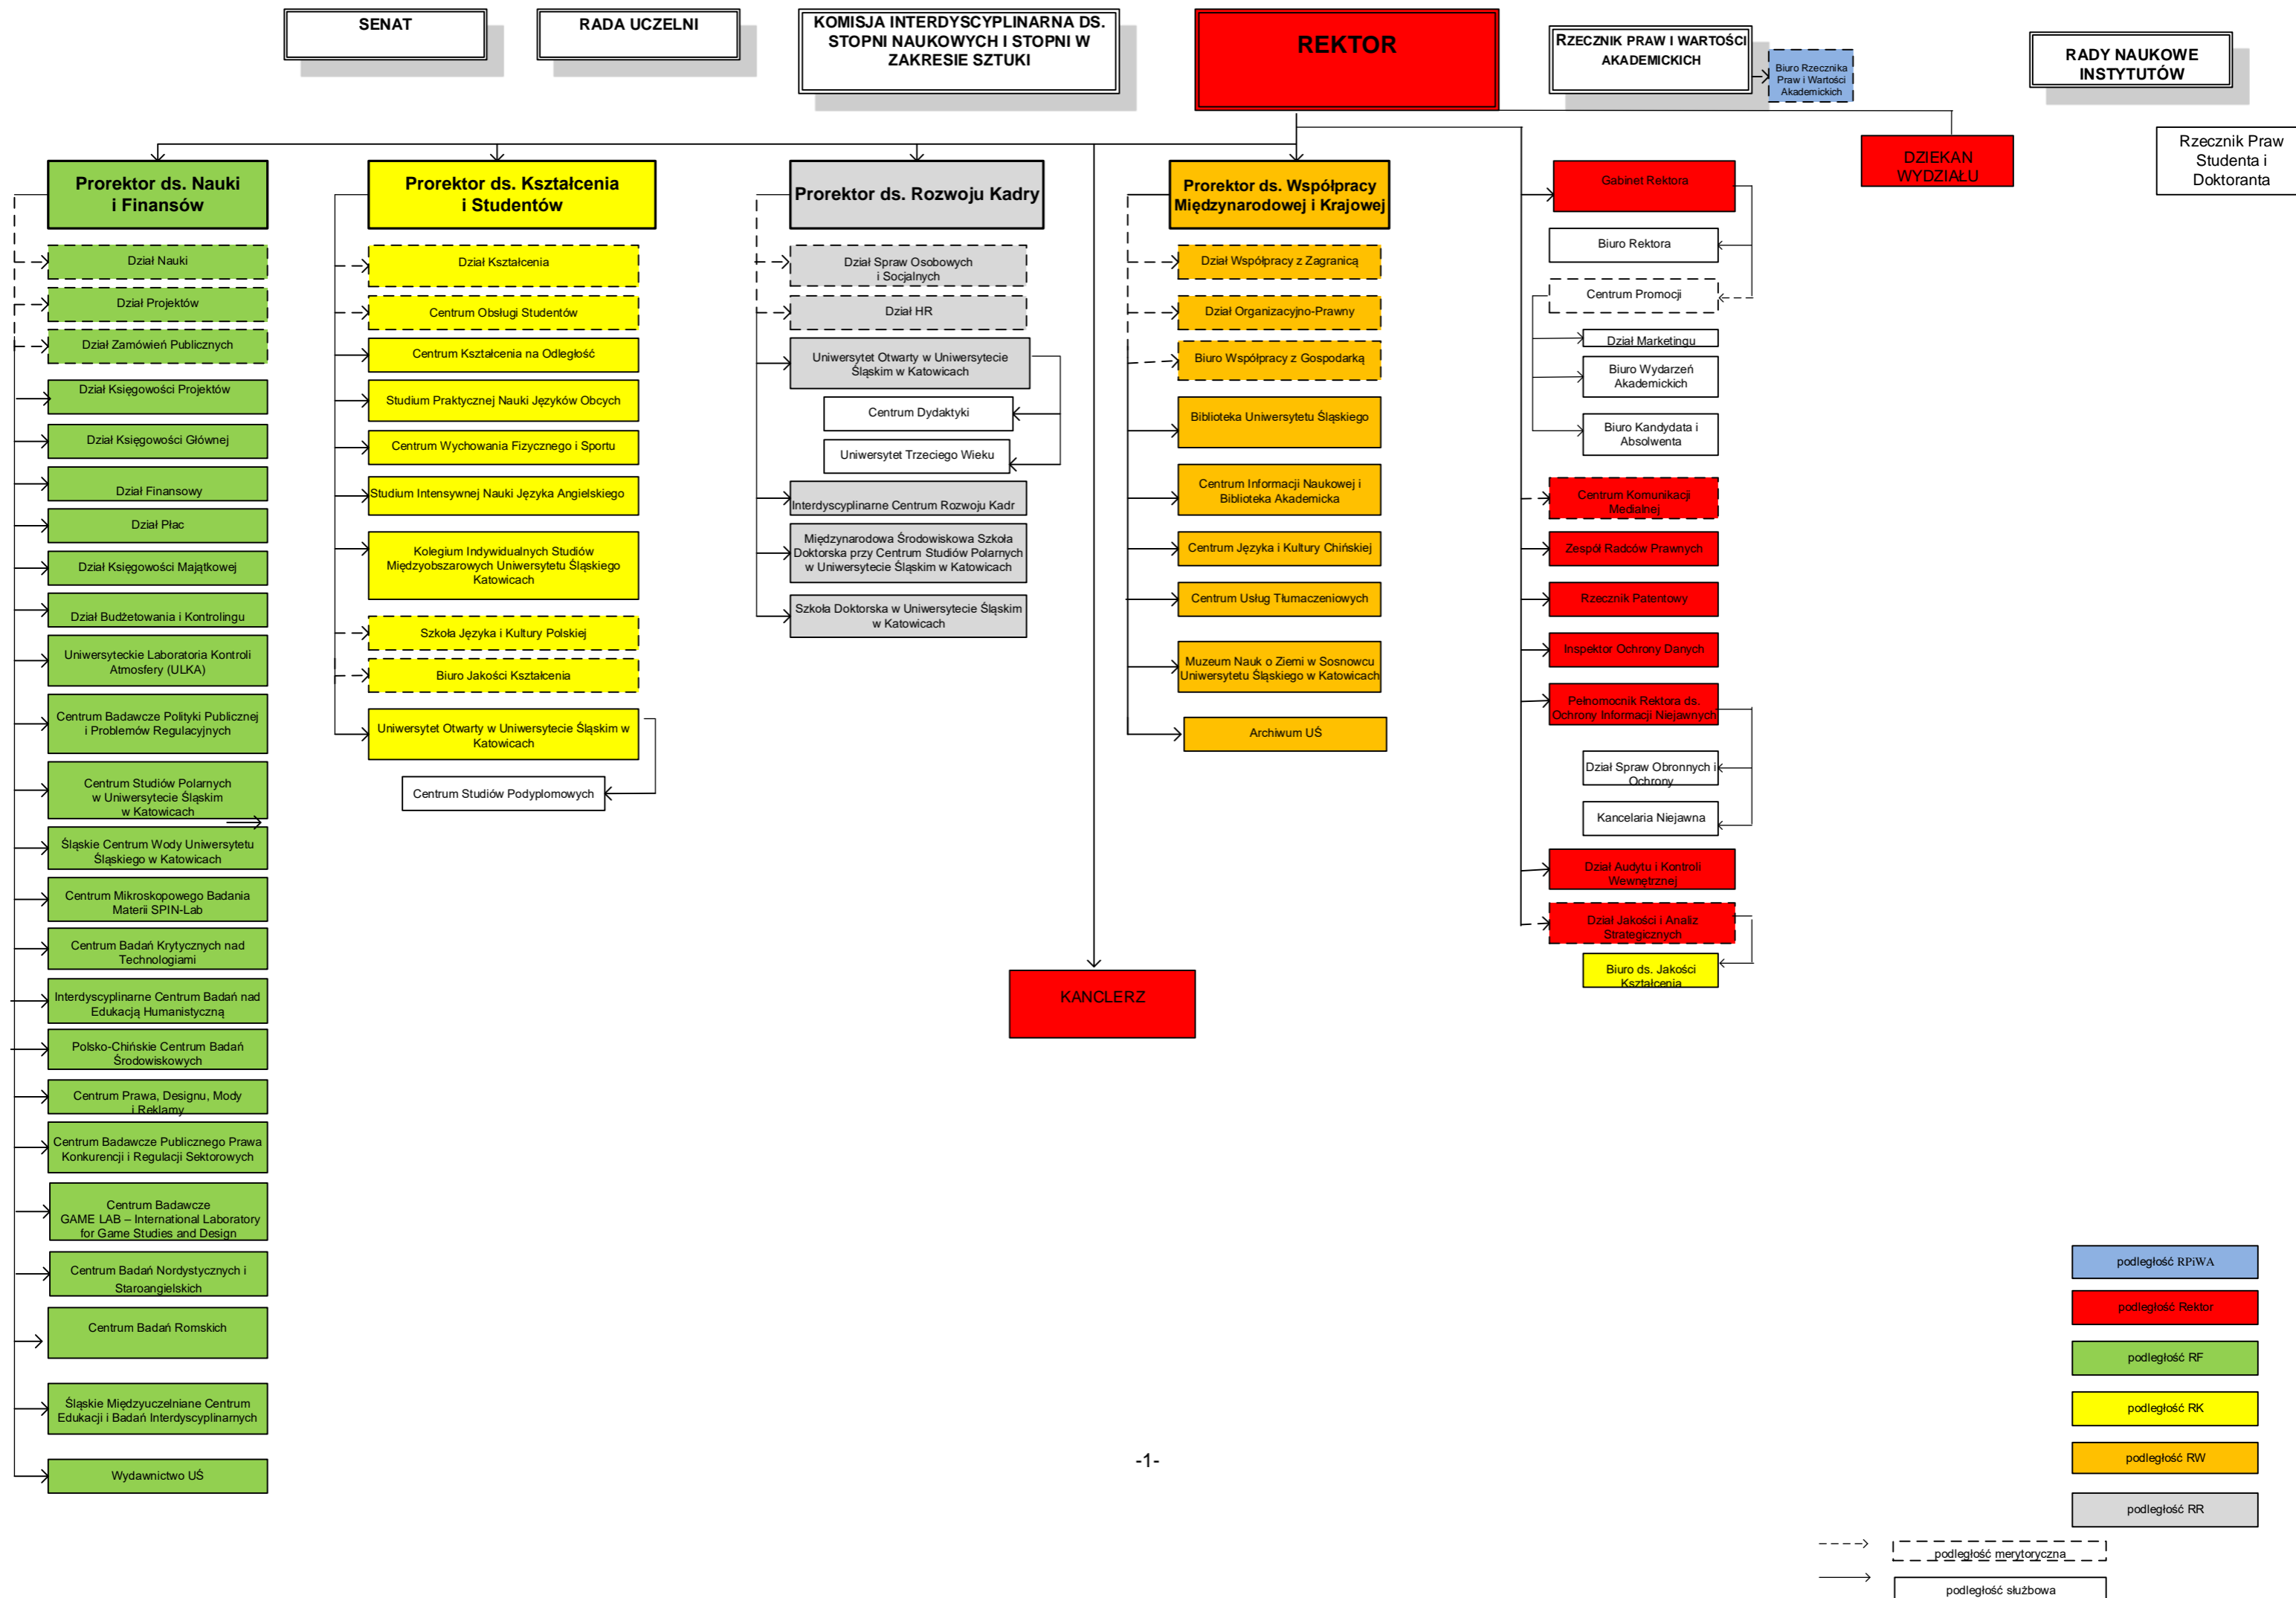 SENAT
RADA UCZELNI
KOMISJA INTERDYSCYPLINARNA DS.
STOPNI NAUKOWYCH I STOPNI W
ZAKRESIE SZTUKI
REKTOR
RZECZNIK PRAW I WARTOŚCI
AKADEMICKICH
Biuro Rzecznika
Praw i Wartości
Akademickich
RADY NAUKOWE
INSTYTUTÓW
DZIEKAN
WYDZIAŁU
Rzecznik Praw
Studenta i
Doktoranta
Prorektor ds. Nauki
i Finansów
Dział Nauki
Dział Projektów
Dział Zamówień Publicznych
Dział Księgowości Projektów
Dział Księgowości Głównej
Dział Finansowy
Dział Płac
Dział Księgowości Majątkowej
Dział Budżetowania i Kontrolingu
Uniwersyteckie Laboratoria Kontroli
Atmosfery (ULKA)
Centrum Badawcze Polityki Publicznej
i Problemów Regulacyjnych
Centrum Studiów Polarnych
w Uniwersytecie Śląskim
w Katowicach
Śląskie Centrum Wody Uniwersytetu
Śląskiego w Katowicach
Centrum Mikroskopowego Badania
Materii SPIN-Lab
Centrum Badań Krytycznych nad
Technologiami
Interdyscyplinarne Centrum Badań nad
Edukacją Humanistyczną
Polsko-Chińskie Centrum Badań
Środowiskowych
Centrum Prawa, Designu, Mody
i Reklamy
Centrum Badawcze Publicznego Prawa
Konkurencji i Regulacji Sektorowych
Centrum Badawcze
GAME LAB – International Laboratory
for Game Studies and Design
Centrum Badań Nordystycznych i
Staroangielskich
Centrum Badań Romskich
Śląskie Międzyuczelniane Centrum
Edukacji i Badań Interdyscyplinarnych
Wydawnictwo UŚ
Prorektor ds. Kształcenia
i Studentów
Dział Kształcenia
Centrum Obsługi Studentów
Centrum Kształcenia na Odległość
Studium Praktycznej Nauki Języków Obcych
Centrum Wychowania Fizycznego i Sportu
Studium Intensywnej Nauki Języka Angielskiego
Kolegium Indywidualnych Studiów
Międzyobszarowych Uniwersytetu Śląskiego
Katowicach
Szkoła Języka i Kultury Polskiej
Biuro Jakości Kształcenia
Uniwersytet Otwarty w Uniwersytecie Śląskim w
Katowicach
Centrum Studiów Podyplomowych
Prorektor ds. Rozwoju Kadry
Dział Spraw Osobowych
i Socjalnych
Dział HR
Uniwersytet Otwarty w Uniwersytecie
Śląskim w Katowicach
Centrum Dydaktyki
Uniwersytet Trzeciego Wieku
Interdyscyplinarne Centrum Rozwoju Kadr
Międzynarodowa Środowiskowa Szkoła
Doktorska przy Centrum Studiów Polarnych
w Uniwersytecie Śląskim w Katowicach
Szkoła Doktorska w Uniwersytecie Śląskim
w Katowicach
Prorektor ds. Współpracy
Międzynarodowej i Krajowej
Dział Współpracy z Zagranicą
Dział Organizacyjno-Prawny
Biuro Współpracy z Gospodarką
Biblioteka Uniwersytetu Śląskiego
Centrum Informacji Naukowej i
Biblioteka Akademicka
Centrum Języka i Kultury Chińskiej
Centrum Usług Tłumaczeniowych
Muzeum Nauk o Ziemi w Sosnowcu
Uniwersytetu Śląskiego w Katowicach
Archiwum UŚ
KANCLERZ
Gabinet Rektora
Biuro Rektora
Centrum Promocji
Dział Marketingu
Biuro Wydarzeń
Akademickich
Biuro Kandydata i
Absolwenta
Centrum Komunikacji
Medialnej
Zespół Radców Prawnych
Rzecznik Patentowy
Inspektor Ochrony Danych
Pełnomocnik Rektora ds.
Ochrony Informacji Niejawnych
Dział Spraw Obronnych i
Ochrony
Kancelaria Niejawna
Dział Audytu i Kontroli
Wewnętrznej
Dział Jakości i Analiz
Strategicznych
Biuro ds. Jakości
Kształcenia
podległość RPiWA
podległość Rektor
podległość RF
podległość RK
podległość RW
podległość RR
podległość merytoryczna
podległość służbowa
-1-